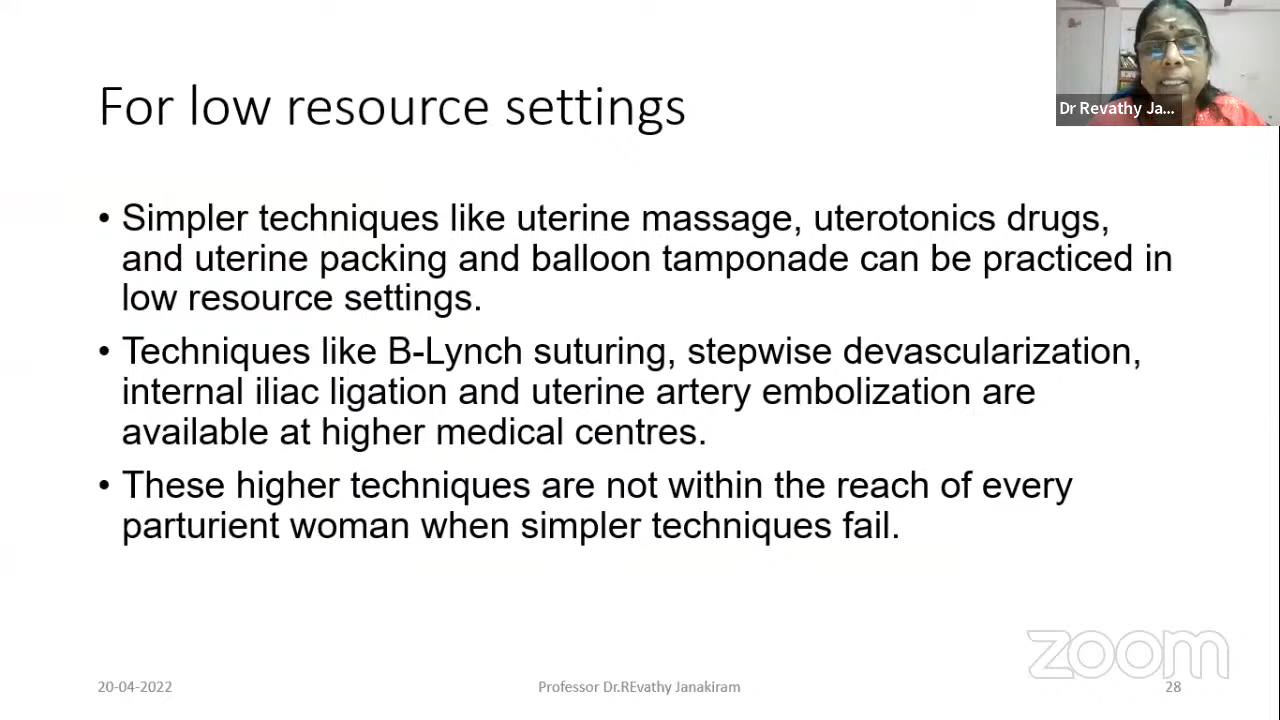 Dr Revathy Ja...
For low resource settings
• Simpler techniques like uterine massage, uterotonics drugs,
and uterine packing and balloon tamponade can be practiced in
low resource settings.
• Techniques like B-Lynch suturing, stepwise devascularization,
internal iliac ligation and uterine artery embolization are
available at higher medical centres.
• These higher techniques are not within the reach of every
parturient woman when simpler techniques fail.
zoom
20-04-2022
Professor Dr.REvathy Janakiram
28